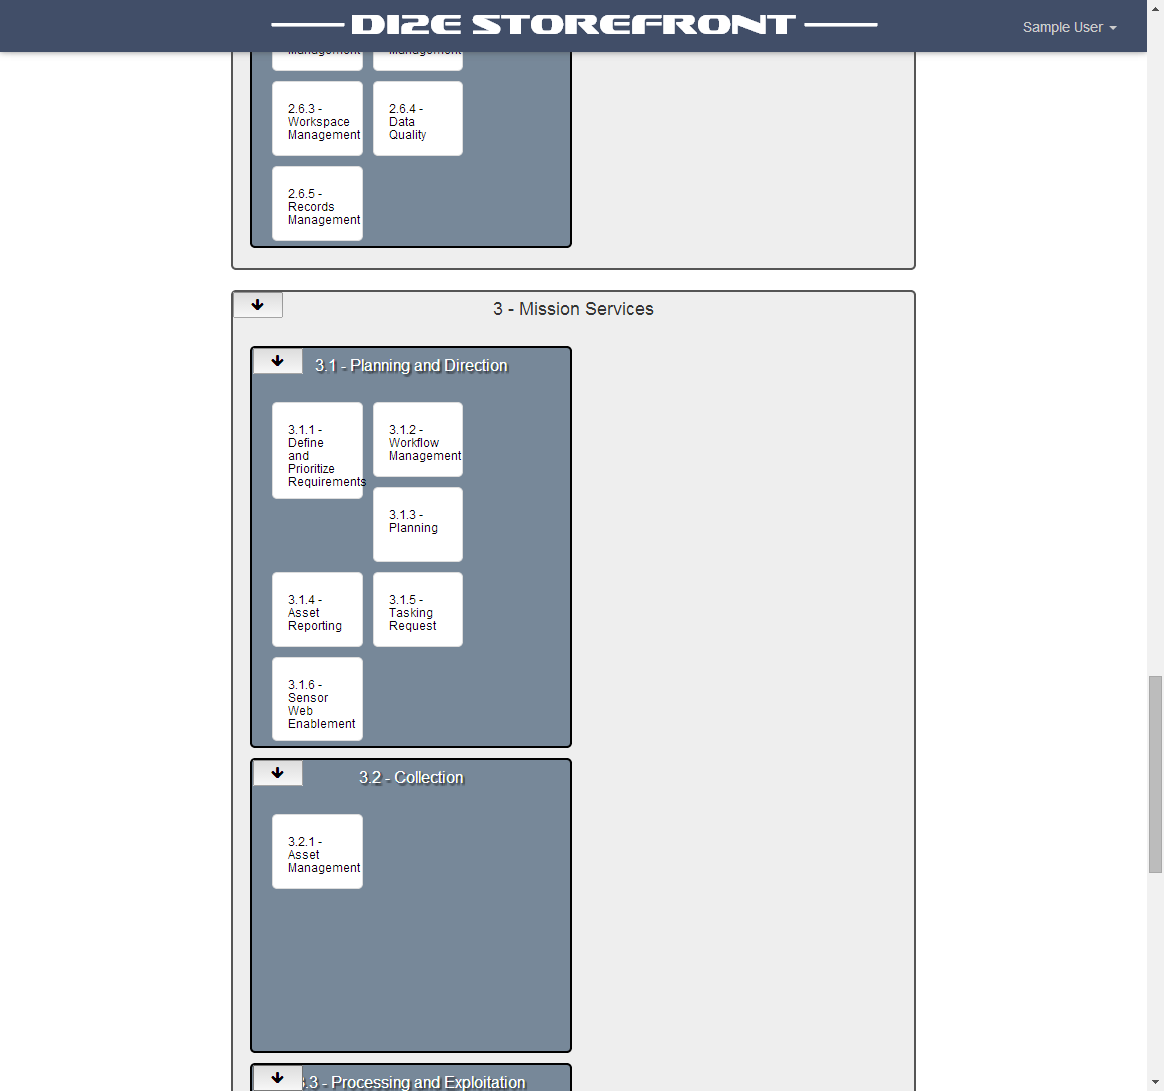 DI2E STOREFRONT
Sample User
Management
Management
2.6.3 -
Workspace
Management
2.6.4 -
Data
Quality
2.6.5 -
Records
Management
3 - Mission Services
3.1 - Planning and Direction
3.1.1 -
Define
and
Prioritize
Requirements
3.1.2 -
Workflow
Management
3.1.3 -
Planning
3.1.4 -
Asset
Reporting
3.1.5 -
Tasking
Request
3.1.6 -
Sensor
Web
Enablement
3.2 - Collection
3.2.1 -
Asset
Management
3.3 - Processing and Exploitation